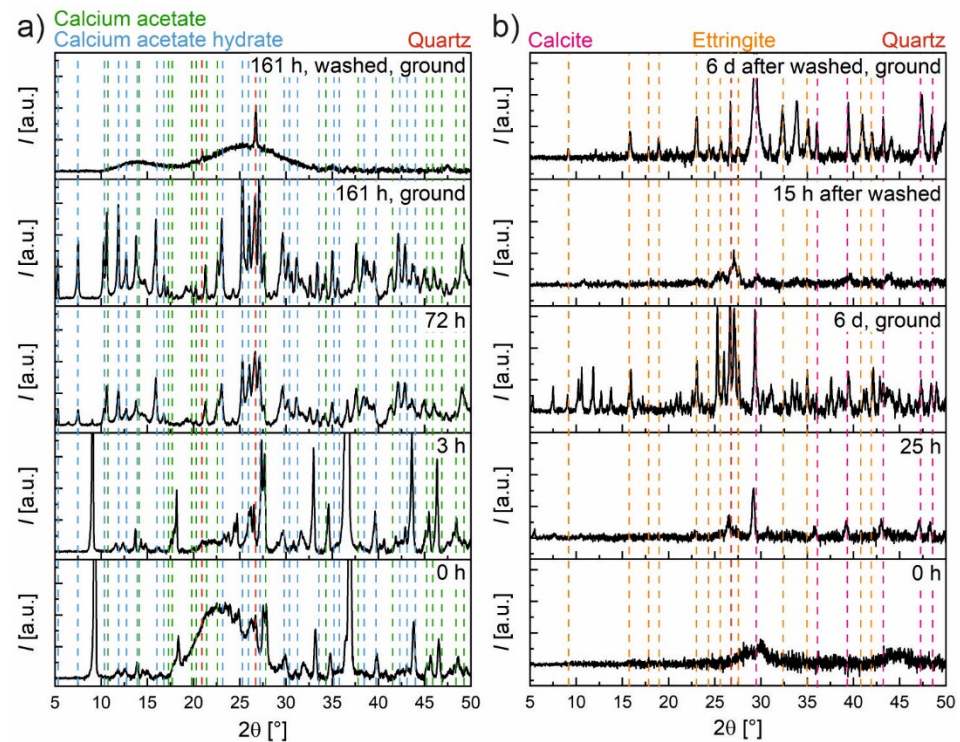 a)
Calcium acetate
Calcium acetate hydrate
Quartz
161 h, washed, ground
I [a.u.]
161 h, ground
I [a.u.]
72 h
I [a.u.]
3 h
I [a.u.]
0 h
I [a.u.]
5 10 15 20 25 30 35 40 45 50
2θ [°]
b)
Calcite Ettringite Quartz
6 d after washed, ground
I [a.u.]
15 h after washed
I [a.u.]
6 d, ground
I [a.u.]
25 h
I [a.u.]
0 h
I [a.u.]
5 10 15 20 25 30 35 40 45 50
2θ [°]